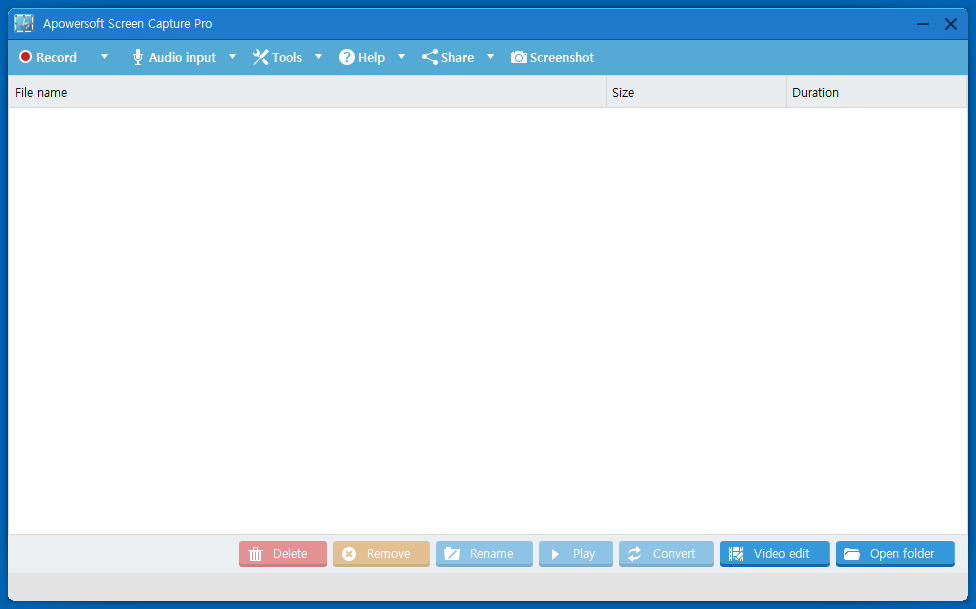 Apowersoft Screen Capture Pro
Record Audio input Tools Help Share Screenshot
File name Size Duration
Delete Remove Rename Play Convert Video edit Open folder